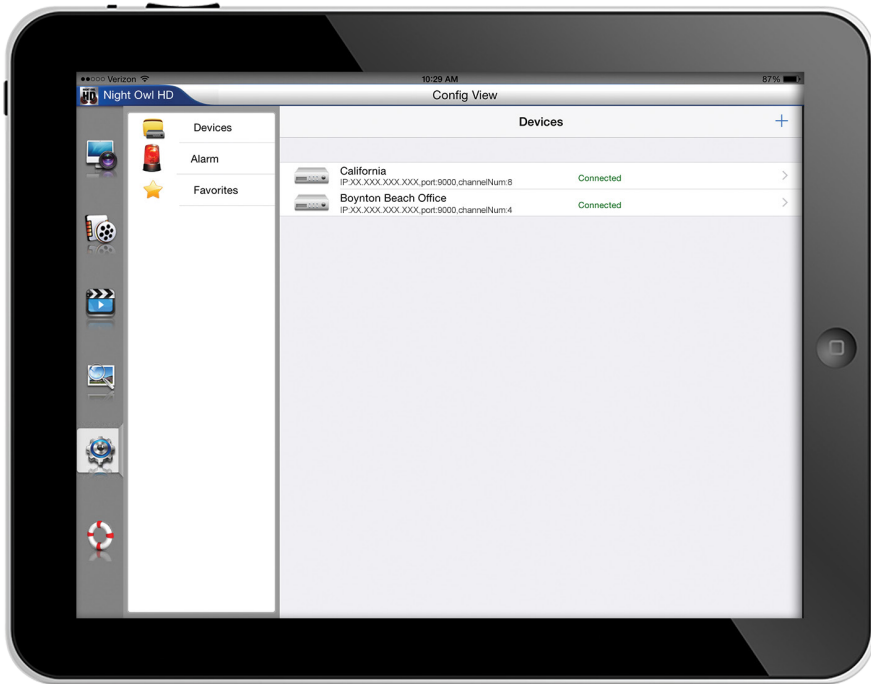 ●●○○○ Verizon 10:29 AM 87%
HD Night Owl HD Config View
Devices
Alarm
Favorites
Devices +
California
IP:XX.XXX.XXX.XXX,port:9000,channelNum:8 Connected
Boynton Beach Office
IP:XX.XXX.XXX.XXX,port:9000,channelNum:4 Connected